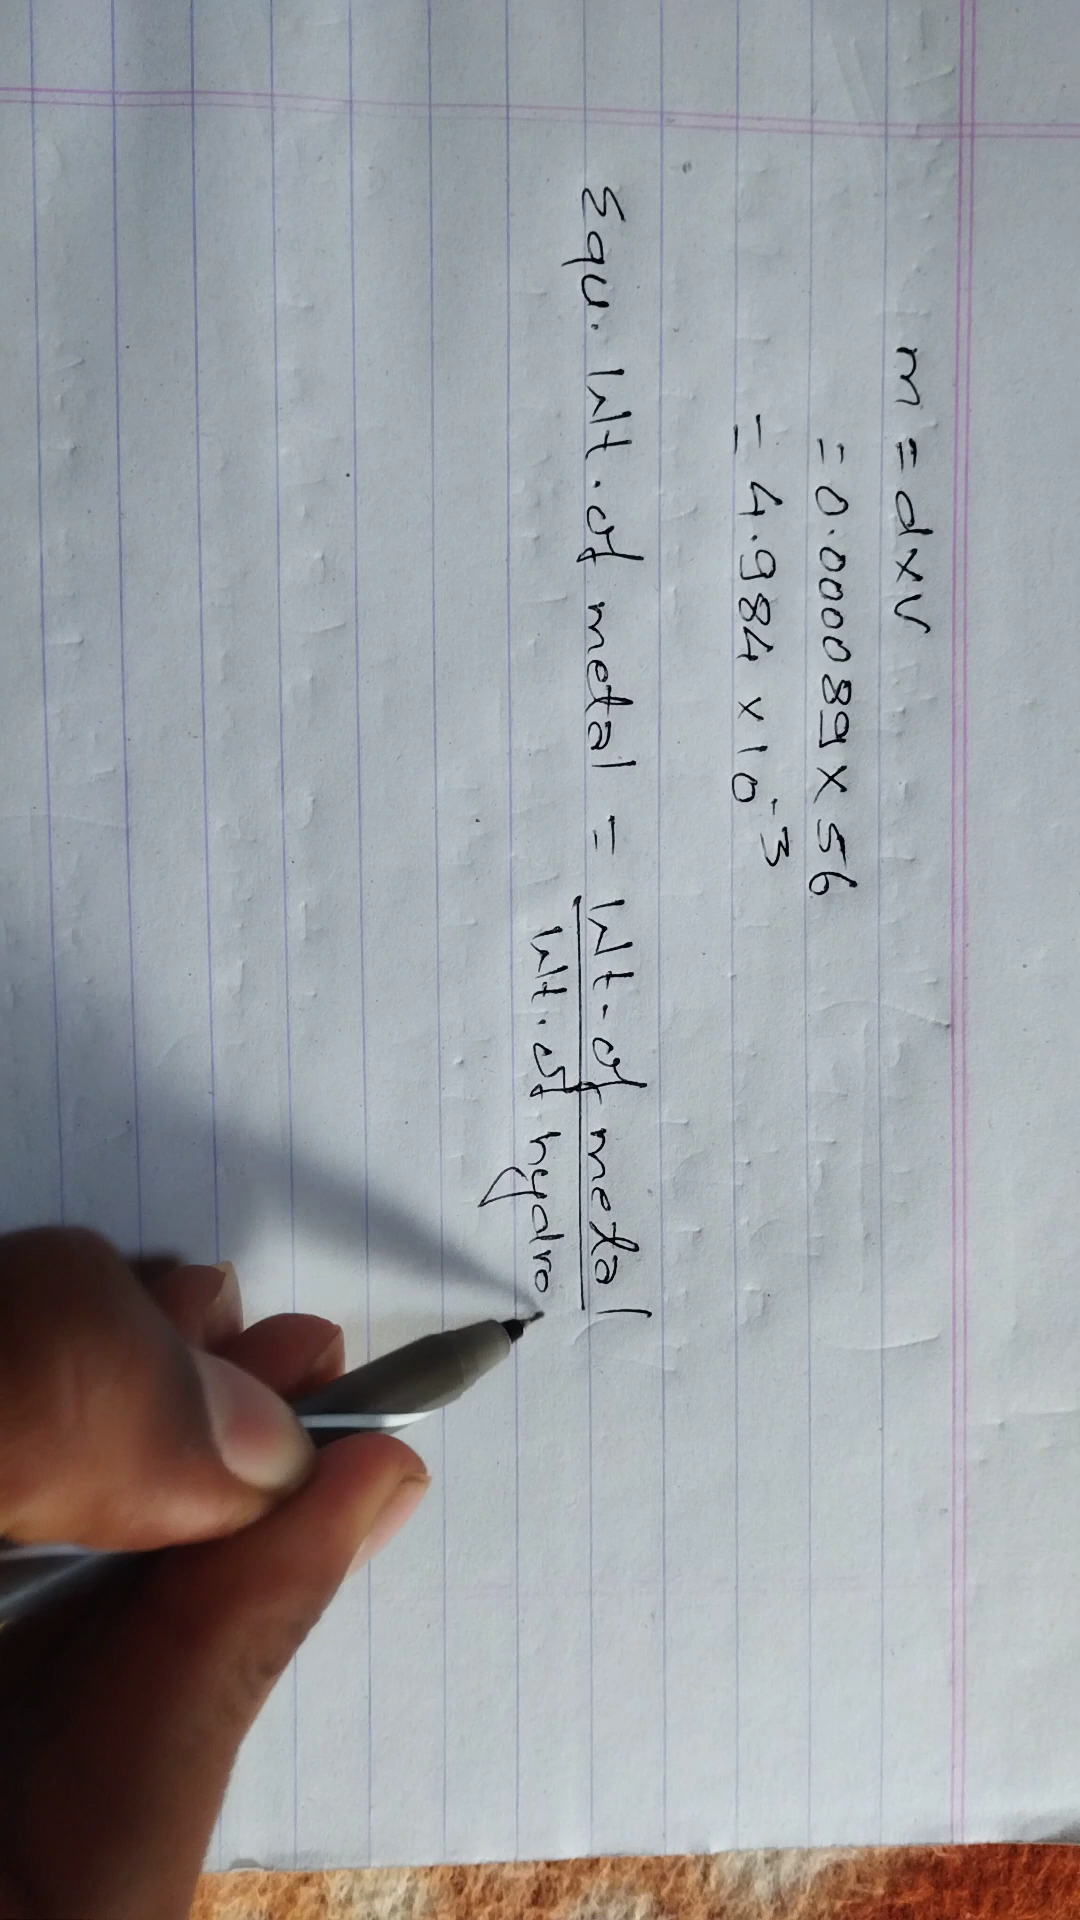 m = d x v
= 0.000089 x 56
= 4.984 x 10^-3
Equ. Wt. of metal = Wt. of metal
Wt. of hydro